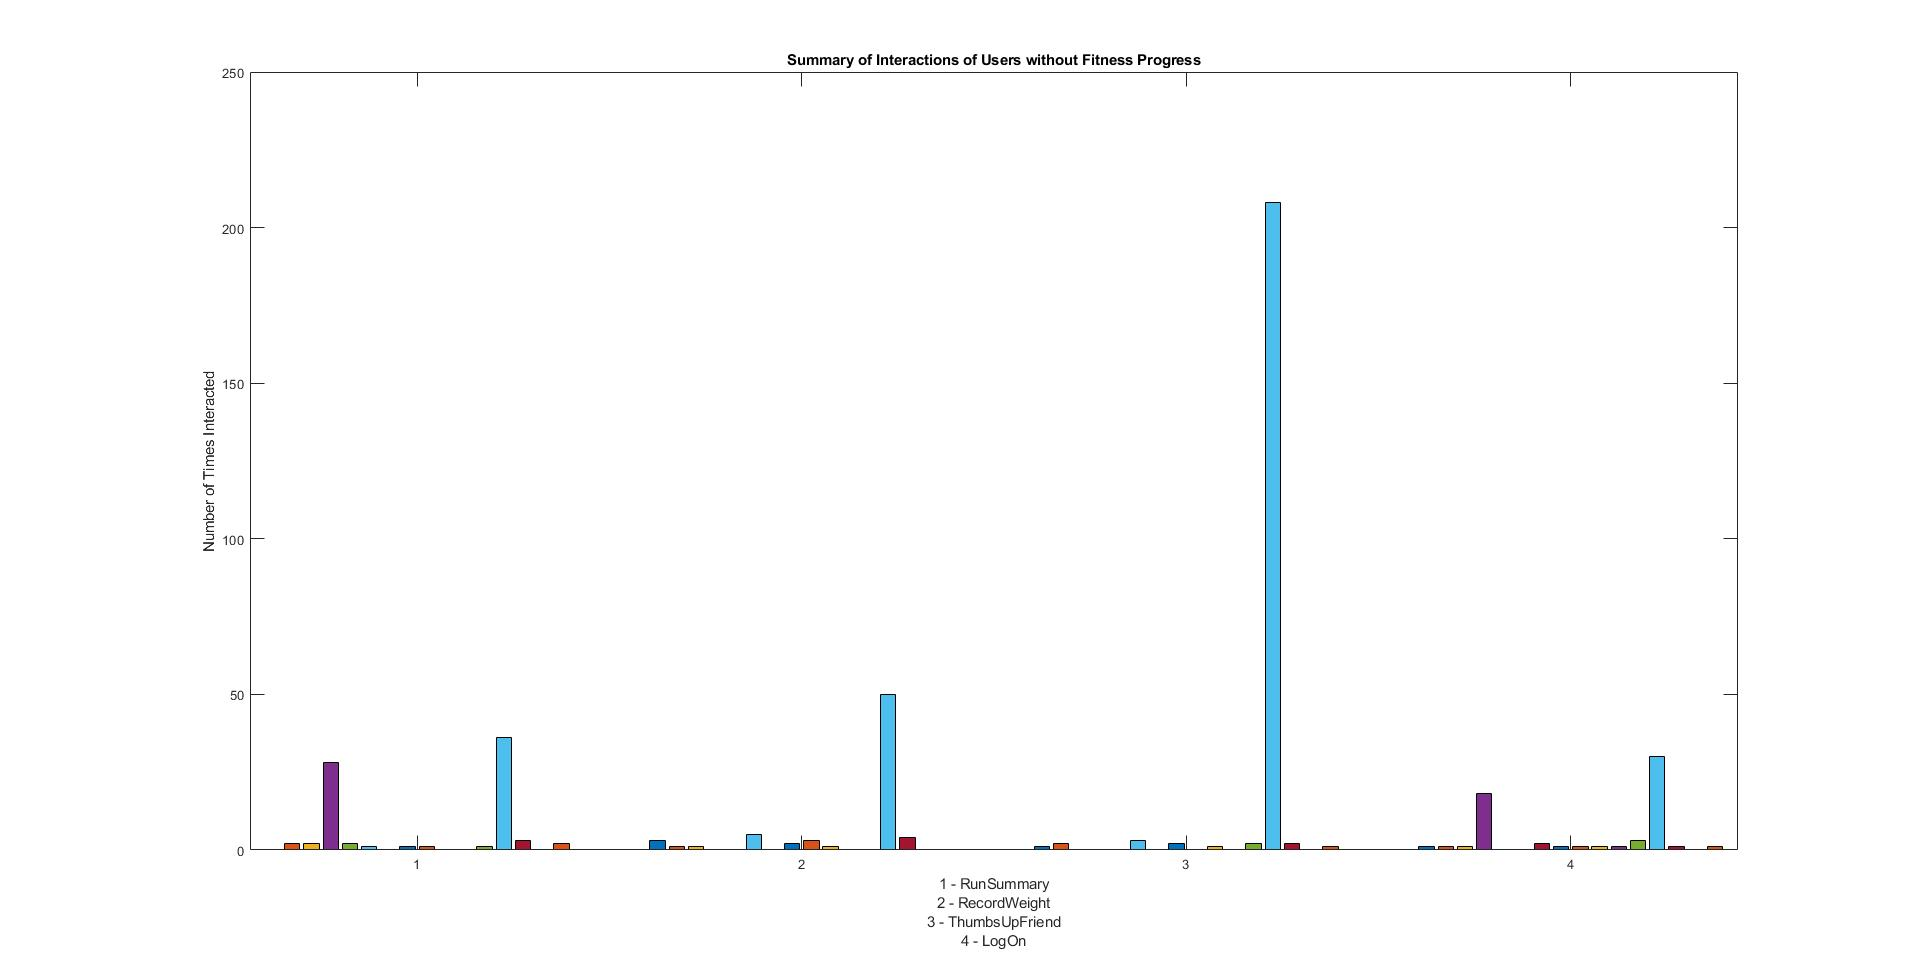 Summary of Interactions of Users without Fitness Progress
250
200
150
100
50
0
Number of Times Interacted
1 2 3 4
1 - RunSummary
2 - RecordWeight
3 - ThumbsUpFriend
4 - LogOn